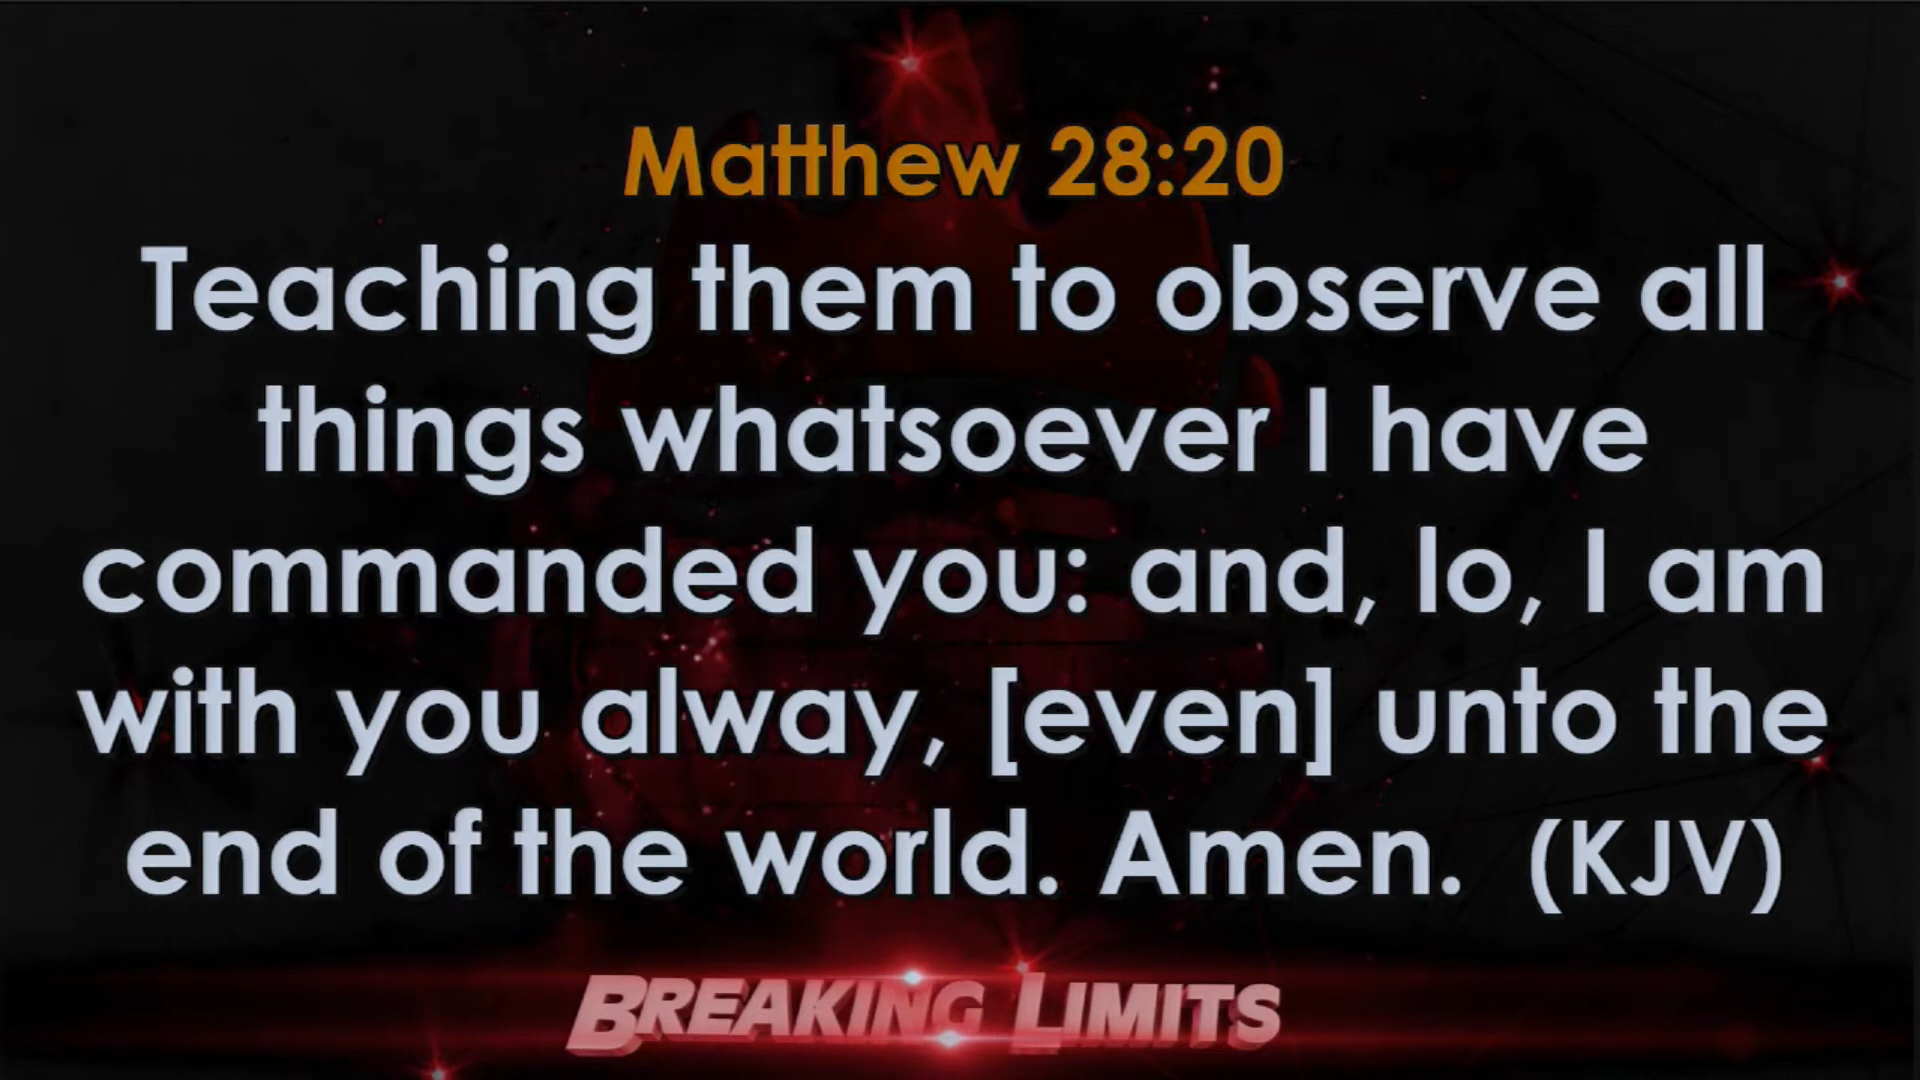 Matthew 28:20
Teaching them to observe all
things whatsoever I have
commanded you: and, lo, I am
with you alway, [even] unto the
end of the world. Amen. (KJV)
BREAKING LIMITS